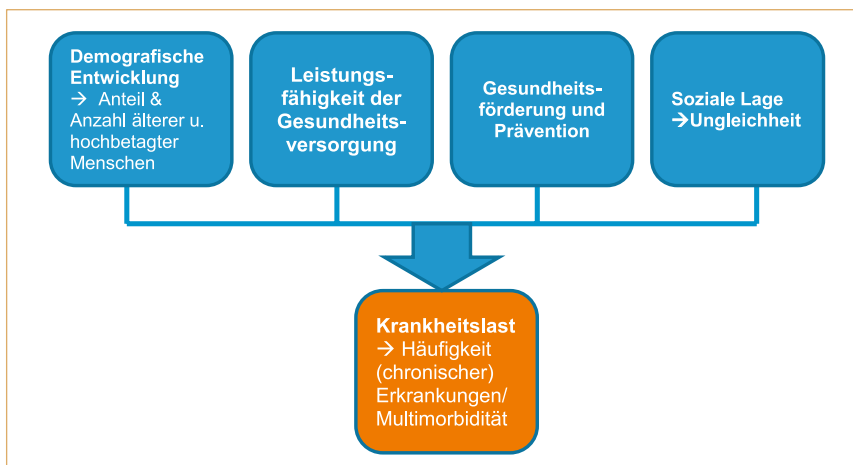 Demografische
Entwicklung
→ Anteil &
Anzahl älterer u.
hochbetagter
Menschen
Leistungs-
fähigkeit der
Gesundheits-
versorgung
Gesundheits-
förderung und
Prävention
Soziale Lage
→Ungleichheit
Krankheitslast
→ Häufigkeit
(chronischer)
Erkrankungen/
Multimorbidität